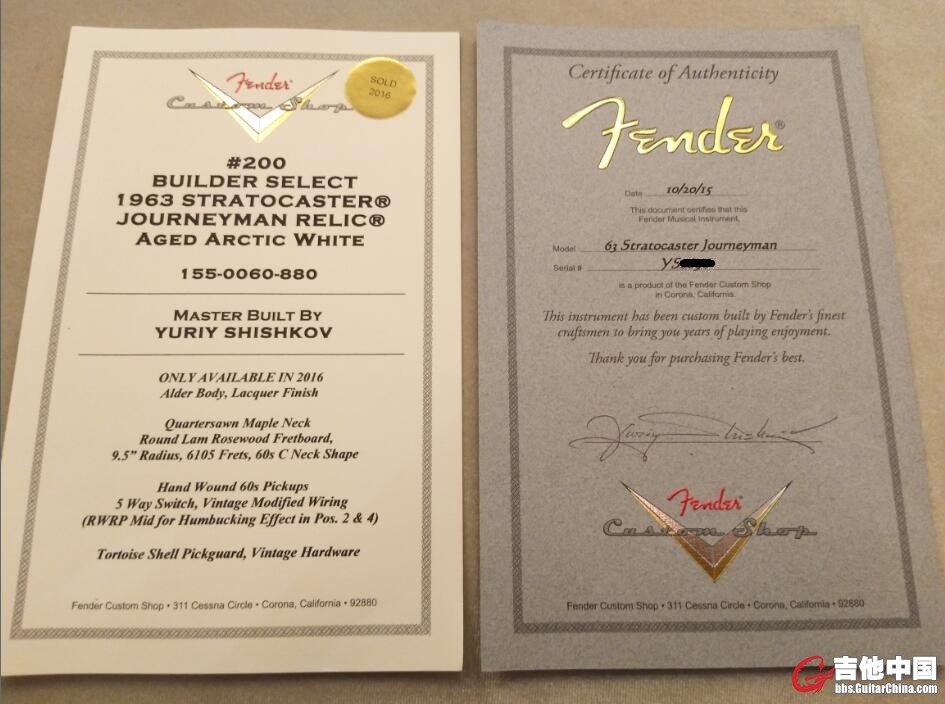 Fender®
Custom Shop
SOLD
2016
#200
BUILDER SELECT
1963 STRATOCASTER®
JOURNEYMAN RELIC®
AGED ARCTIC WHITE
155-0060-880
MASTER BUILT BY
YURIY SHISHKOV
ONLY AVAILABLE IN 2016
Alder Body, Lacquer Finish
Quartersawn Maple Neck
Round Lam Rosewood Fretboard,
9.5” Radius, 6105 Frets, 60s C Neck Shape
Hand Wound 60s Pickups
5 Way Switch, Vintage Modified Wiring
(RWRP Mid for Humbucking Effect in Pos. 2 & 4)
Tortoise Shell Pickguard, Vintage Hardware
Fender Custom Shop • 311 Cessna Circle • Corona, California • 92880
Certificate of Authenticity
Fender®
Date 10/20/15
This document certifies that this
Fender Musical Instrument,
Model 63 Stratocaster Journeyman
Serial # YS
is a product of the Fender Custom Shop
in Corona, California.
This instrument has been custom built by Fender's finest
craftsmen to bring you years of playing enjoyment.
Thank you for purchasing Fender's best.
Yuriy Shishkov
Fender®
Custom Shop
Fender Custom Shop • 311 Cessna Circle • Corona, California • 92880
吉他中国
bbs.GuitarChina.com